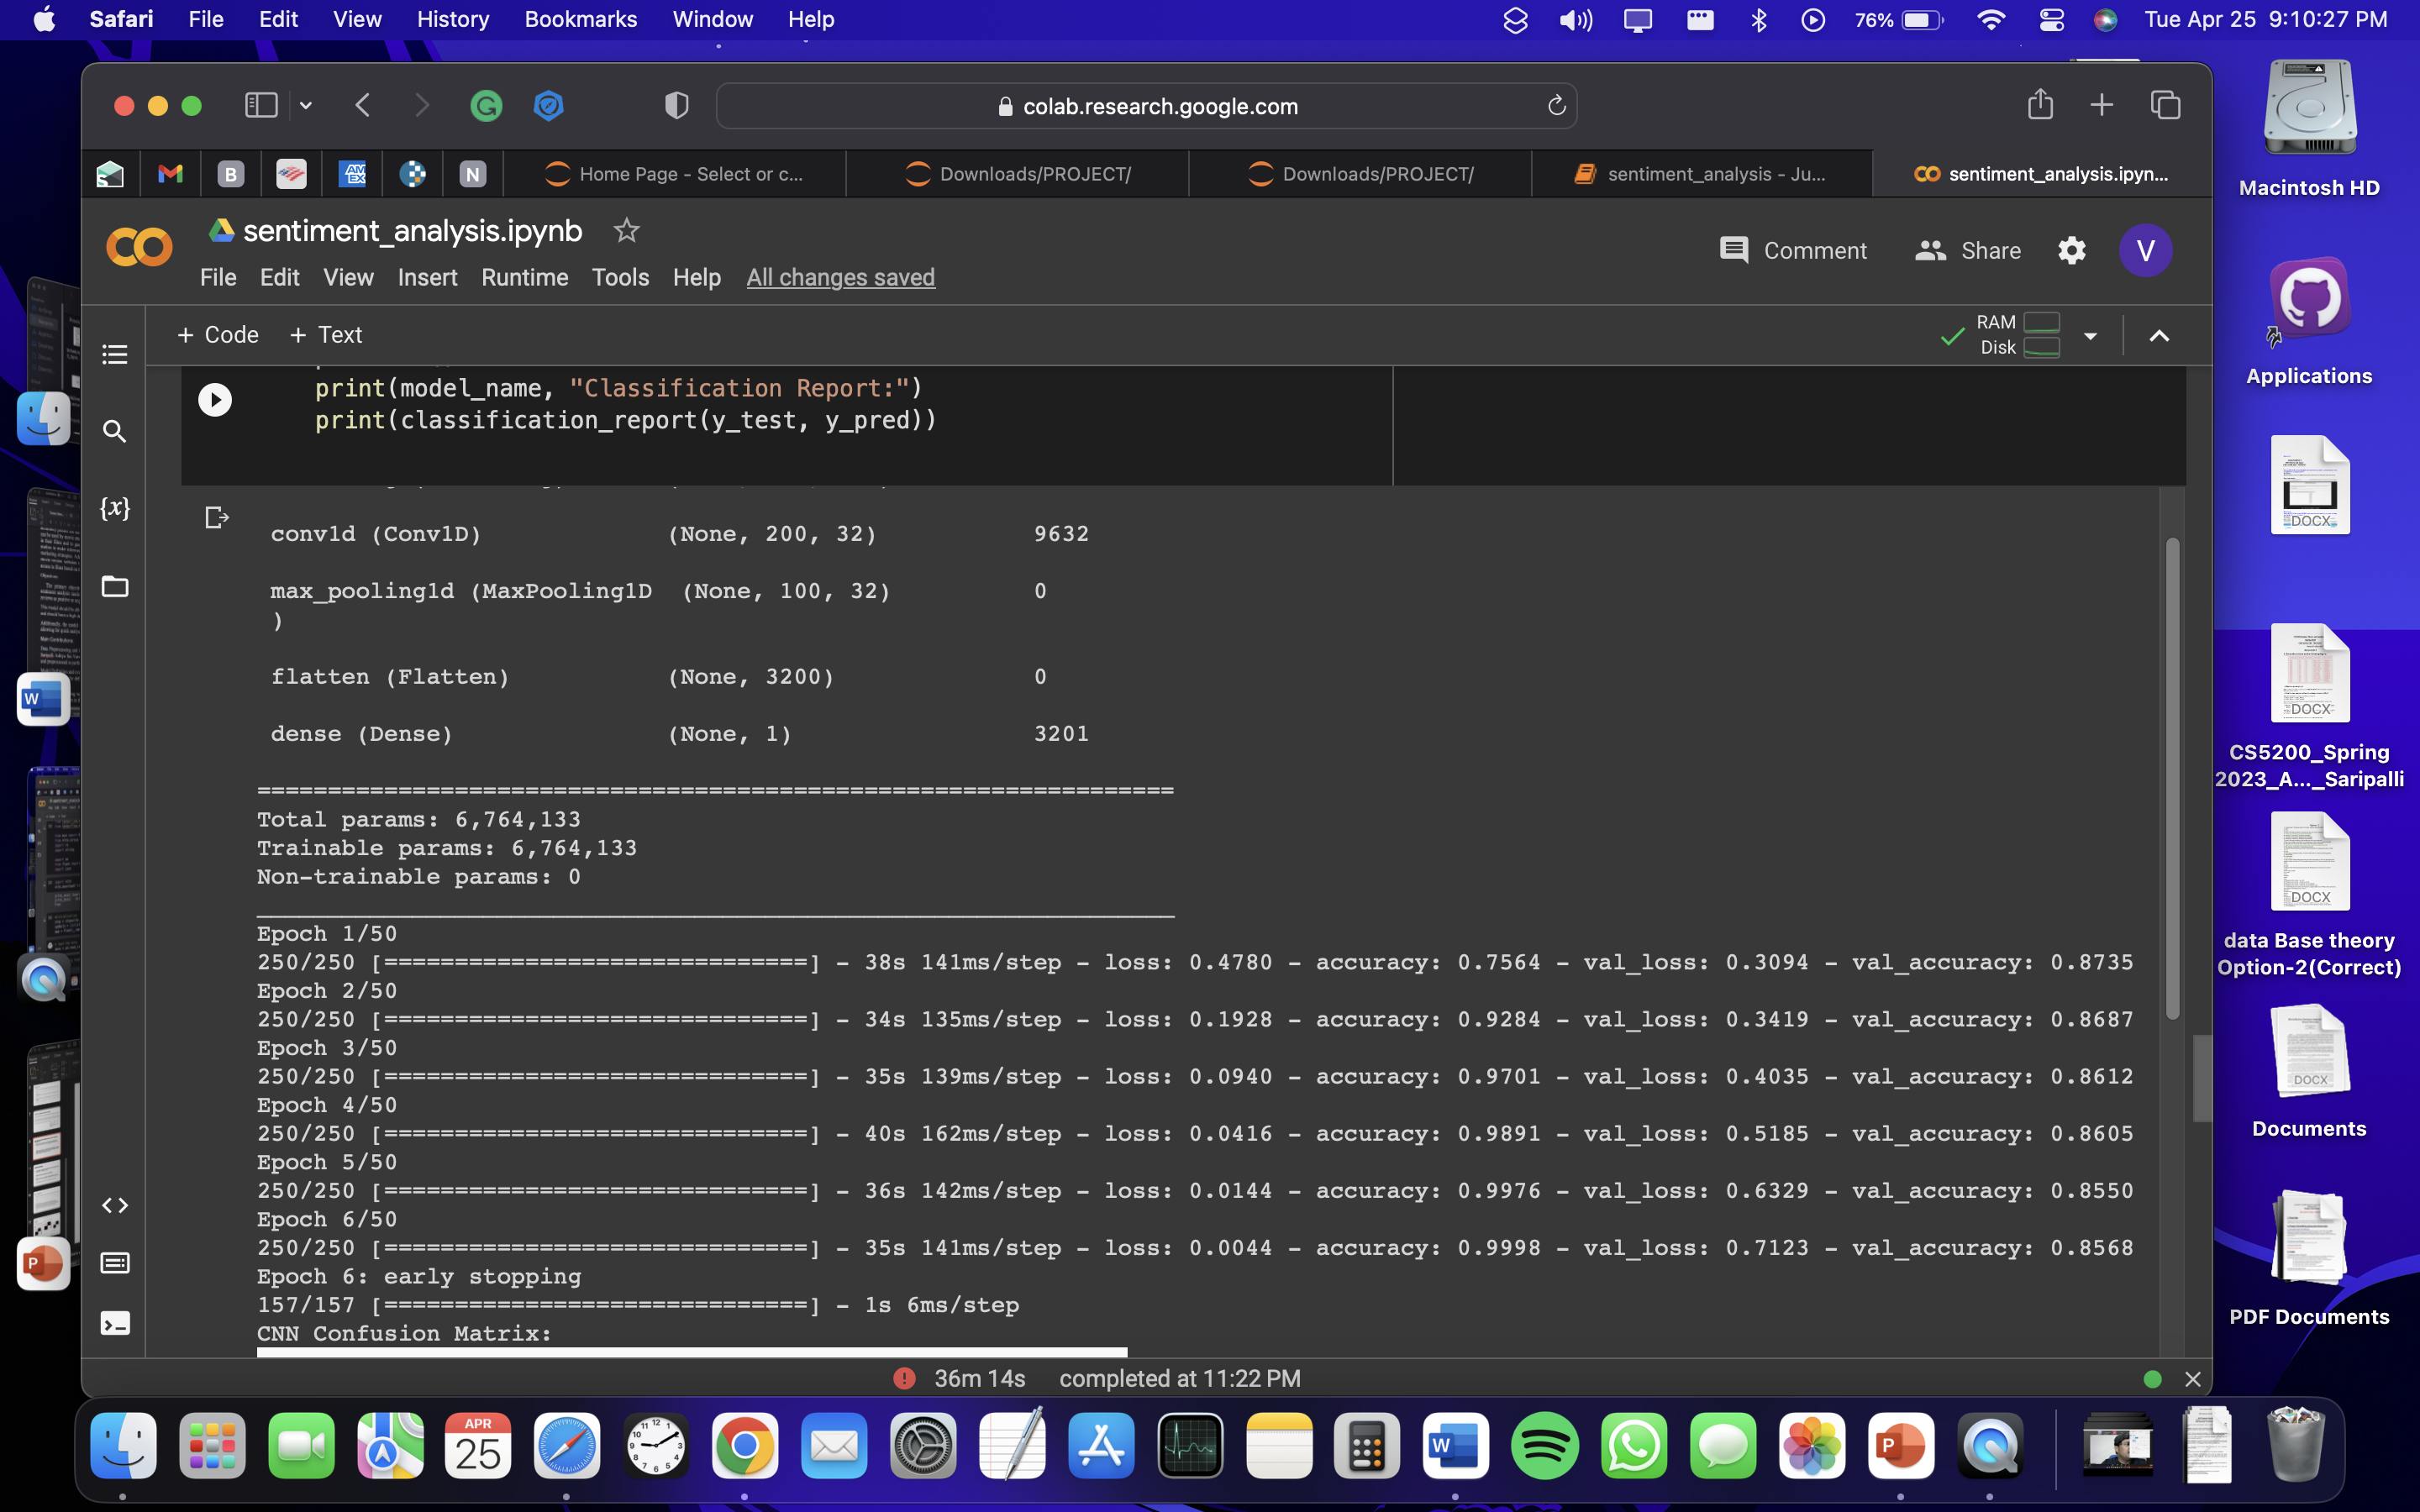 Safari File Edit View History Bookmarks Window Help 76% Tue Apr 25 9:10:27 PM
colab.research.google.com
B AM EX N Home Page - Select or c... Downloads/PROJECT/ Downloads/PROJECT/ sentiment_analysis - Ju... sentiment_analysis.ipyn...
sentiment_analysis.ipynb
Comment Share V
File Edit View Insert Runtime Tools Help All changes saved
+ Code + Text
RAM
Disk
print(model_name, "Classification Report:")
print(classification_report(y_test, y_pred))
{x}
conv1d (Conv1D) (None, 200, 32) 9632
max_pooling1d (MaxPooling1D (None, 100, 32) 0
)
flatten (Flatten) (None, 3200) 0
dense (Dense) (None, 1) 3201
=================================================================
Total params: 6,764,133
Trainable params: 6,764,133
Non-trainable params: 0
_________________________________________________________________
Epoch 1/50
250/250 [==============================] - 38s 141ms/step - loss: 0.4780 - accuracy: 0.7564 - val_loss: 0.3094 - val_accuracy: 0.8735
Epoch 2/50
250/250 [==============================] - 34s 135ms/step - loss: 0.1928 - accuracy: 0.9284 - val_loss: 0.3419 - val_accuracy: 0.8687
Epoch 3/50
250/250 [==============================] - 35s 139ms/step - loss: 0.0940 - accuracy: 0.9701 - val_loss: 0.4035 - val_accuracy: 0.8612
Epoch 4/50
250/250 [==============================] - 40s 162ms/step - loss: 0.0416 - accuracy: 0.9891 - val_loss: 0.5185 - val_accuracy: 0.8605
Epoch 5/50
250/250 [==============================] - 36s 142ms/step - loss: 0.0144 - accuracy: 0.9976 - val_loss: 0.6329 - val_accuracy: 0.8550
Epoch 6/50
250/250 [==============================] - 35s 141ms/step - loss: 0.0044 - accuracy: 0.9998 - val_loss: 0.7123 - val_accuracy: 0.8568
Epoch 6: early stopping
157/157 [==============================] - 1s 6ms/step
CNN Confusion Matrix:
36m 14s completed at 11:22 PM
Macintosh HD
Applications
DOCX
DOCX
CS5200_Spring
2023_A..._Saripalli
DOCX
data Base theory
Option-2(Correct)
DOCX
Documents
PDF Documents
W
P
APR
25
W
P